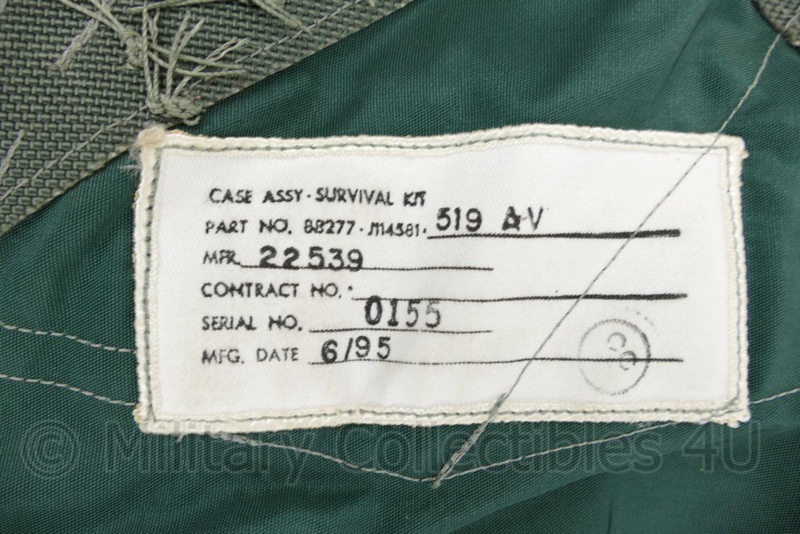 CASE ASSY · SURVIVAL KIT
PART NO. 88277 · J114581 · 519 AV
MFR 22539
CONTRACT NO.
SERIAL NO. 0155
MFG. DATE 6/95
CC
© Military Collectibles 4U